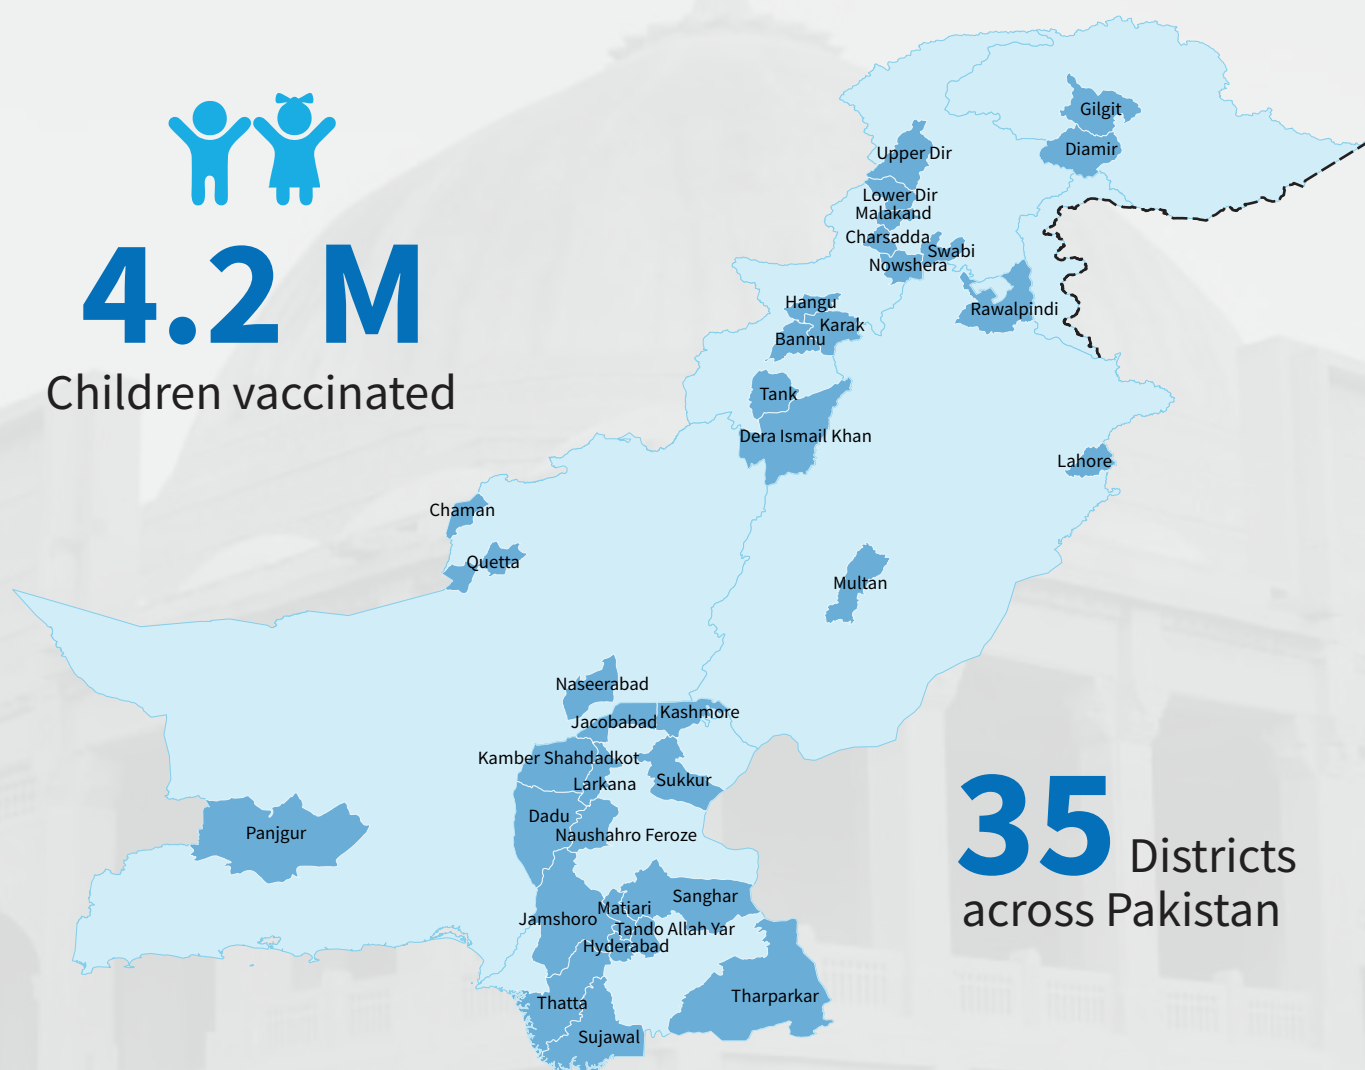 4.2 M
Children vaccinated
Gilgit
Diamir
Upper Dir
Lower Dir
Malakand
Charsadda
Swabi
Nowshera
Rawalpindi
Hangu
Karak
Bannu
Tank
Dera Ismail Khan
Lahore
Chaman
Quetta
Multan
Naseerabad
Kashmore
Jacobabad
Kamber Shahdadkot
Sukkur
Larkana
Dadu
Naushahro Feroze
Panjgur
Sanghar
Matiari
Jamshoro
Tando Allah Yar
Hyderabad
Thatta
Tharparkar
Sujawal
35 Districts
across Pakistan